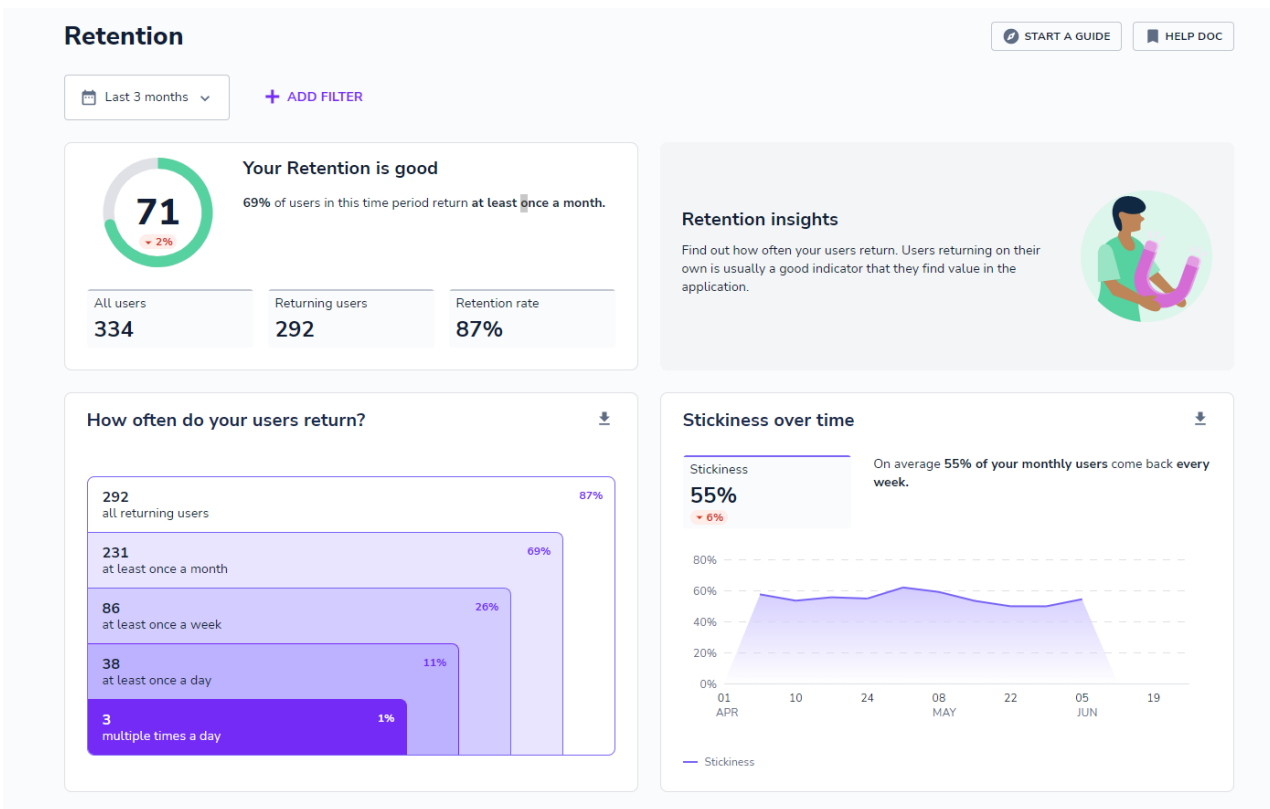 Retention
START A GUIDE
HELP DOC
Last 3 months
ADD FILTER
71
2%
Your Retention is good
69% of users in this time period return at least once a month.
All users
334
Returning users
292
Retention rate
87%
Retention insights
Find out how often your users return. Users returning on their
own is usually a good indicator that they find value in the
application.
How often do your users return?
292
87%
all returning users
231
69%
at least once a month
86
26%
at least once a week
38
11%
at least once a day
3
1%
multiple times a day
Stickiness over time
Stickiness
55%
6%
On average 55% of your monthly users come back every
week.
80%
60%
40%
20%
0%
01 10 24 08 22 05 19
APR MAY JUN
Stickiness